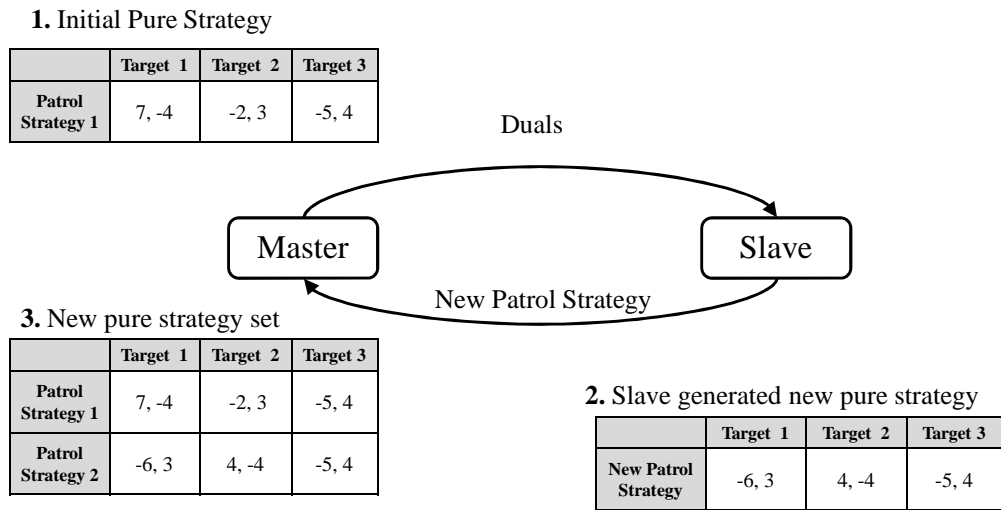 1. Initial Pure Strategy
Target 1 Target 2 Target 3
Patrol
Strategy 1
7, -4 -2, 3 -5, 4
Duals
Master
Slave
New Patrol Strategy
3. New pure strategy set
Target 1 Target 2 Target 3
Patrol
Strategy 1
7, -4 -2, 3 -5, 4
Patrol
Strategy 2
-6, 3 4, -4 -5, 4
2. Slave generated new pure strategy
Target 1 Target 2 Target 3
New Patrol
Strategy
-6, 3 4, -4 -5, 4